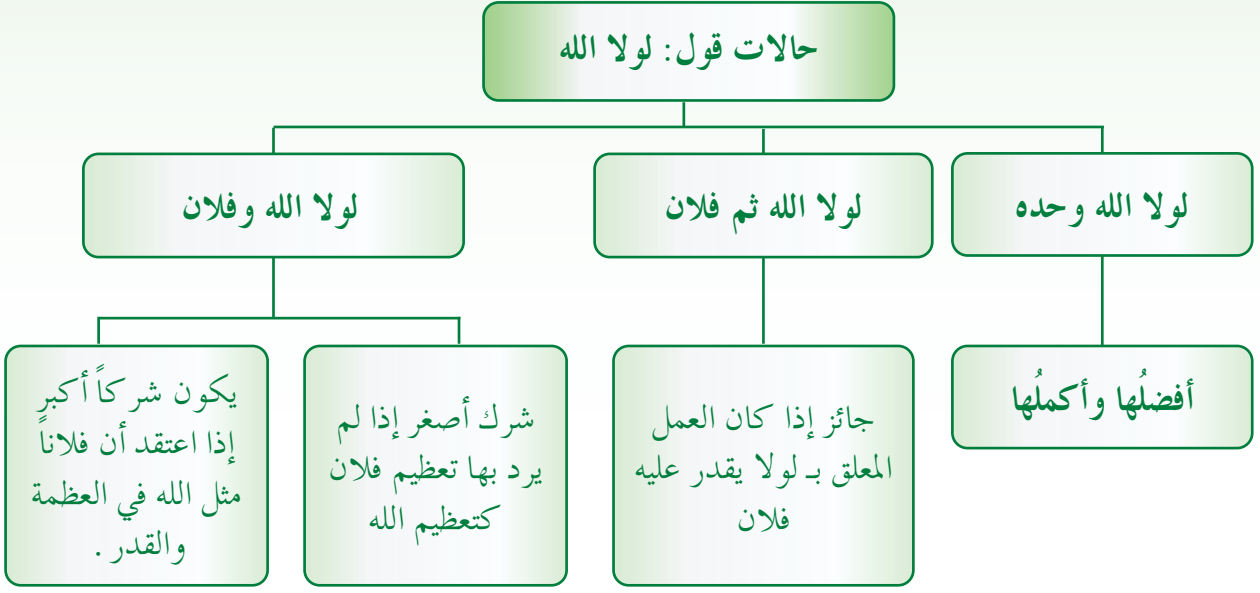 حالات قول: لولا الله
لولا الله وحده
لولا الله ثم فلان
لولا الله وفلان
أفضلُها وأكملُها
جائز إذا كان العمل
المعلق بـ لولا يقدر عليه
فلان
شرك أصغر إذا لم
يرد بها تعظيم فلان
كتعظيم الله
يكون شركاً أكبر
إذا اعتقد أن فلاناً
مثل الله في العظمة
والقدر .